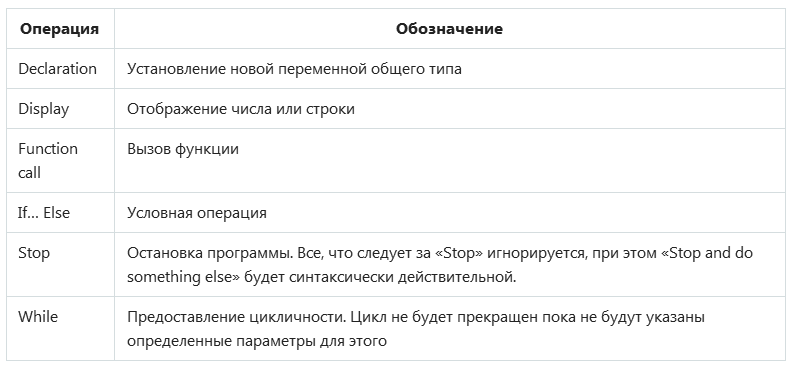 Операция Обозначение
Declaration Установление новой переменной общего типа
Display Отображение числа или строки
Function Вызов функции
call
If... Else Условная операция
Stop Остановка программы. Все, что следует за «Stop» игнорируется, при этом «Stop and do
something else» будет синтаксически действительной.
While Предоставление цикличности. Цикл не будет прекращен пока не будут указаны
определенные параметры для этого